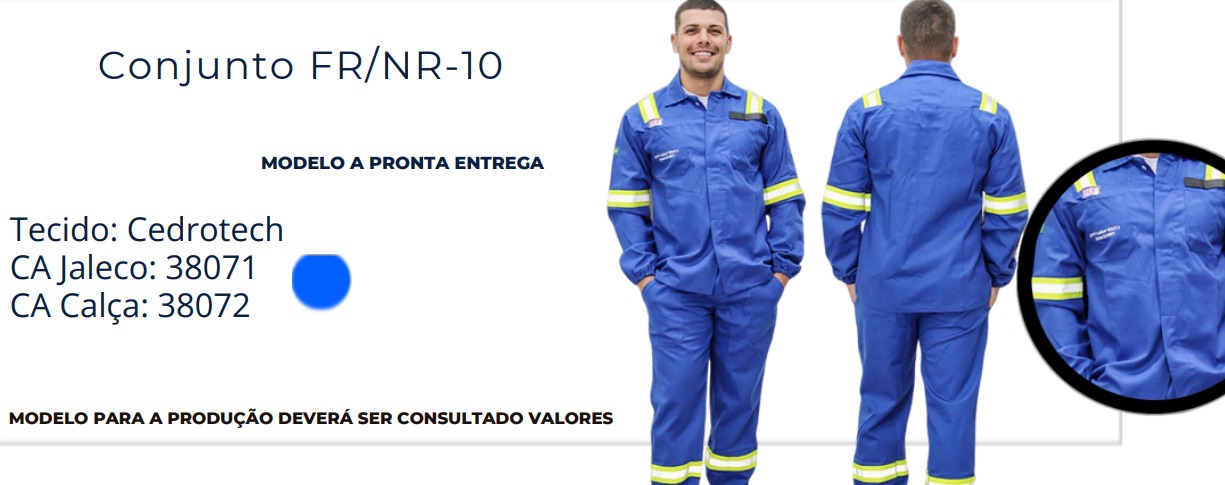 Conjunto FR/NR-10
MODELO A PRONTA ENTREGA
Tecido: Cedrotech
CA Jaleco: 38071
CA Calça: 38072
MODELO PARA A PRODUÇÃO DEVERÁ SER CONSULTADO VALORES